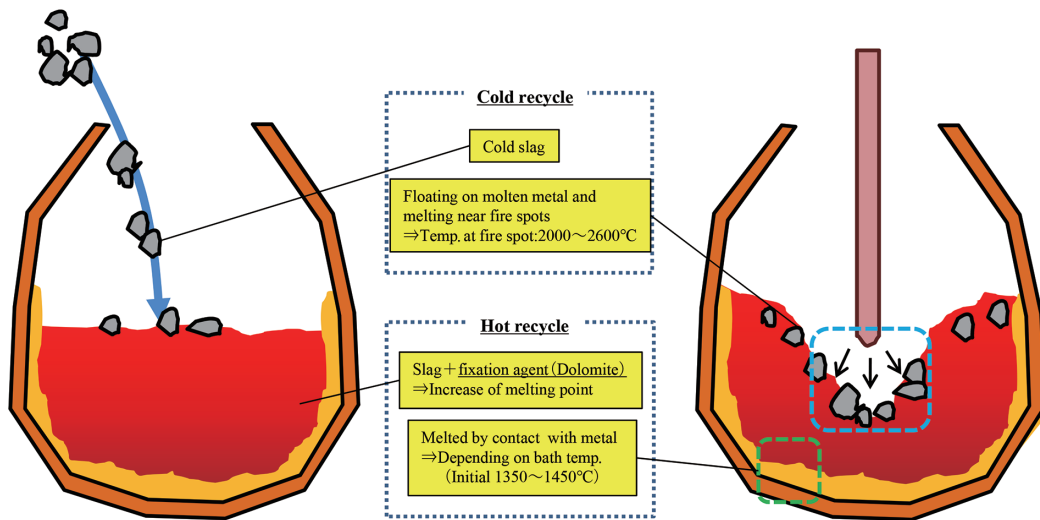 Cold recycle
Cold slag
Floating on molten metal and
melting near fire spots
⇒Temp. at fire spot:2000～2600℃
Hot recycle
Slag＋fixation agent(Dolomite)
⇒Increase of melting point
Melted by contact with metal
⇒Depending on bath temp.
(Initial 1350～1450℃)